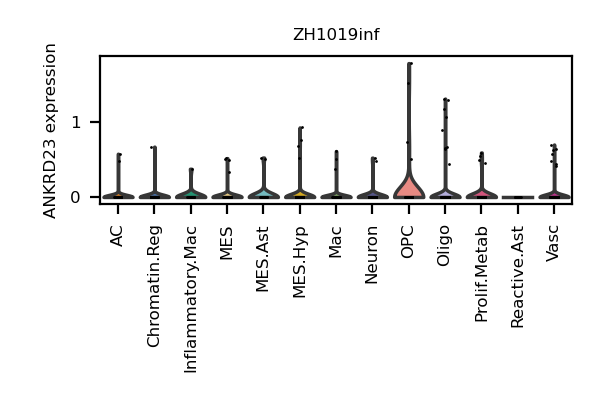 ZH1019inf
ANKRD23 expression
1
0
AC
Chromatin.Reg
Inflammatory.Mac
MES
MES.Ast
MES.Hyp
Mac
Neuron
OPC
Oligo
Prolif.Metab
Reactive.Ast
Vasc